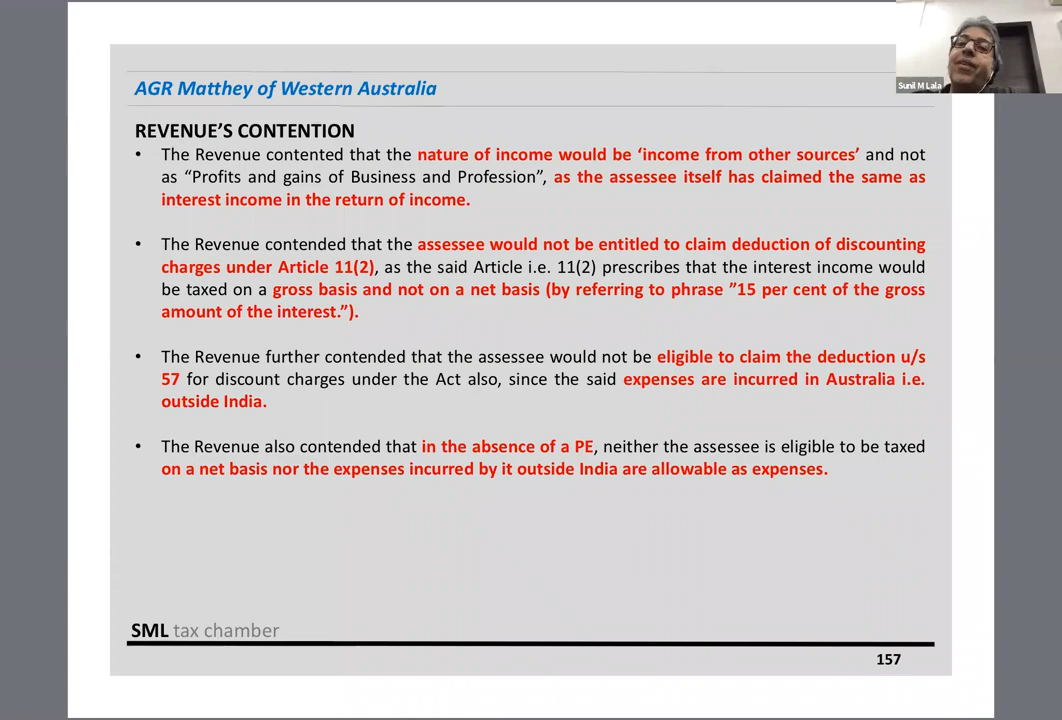 Sunil M Lala
AGR Matthey of Western Australia
REVENUE’S CONTENTION
• The Revenue contented that the nature of income would be ‘income from other sources’ and not
as “Profits and gains of Business and Profession”, as the assessee itself has claimed the same as
interest income in the return of income.
• The Revenue contended that the assessee would not be entitled to claim deduction of discounting
charges under Article 11(2), as the said Article i.e. 11(2) prescribes that the interest income would
be taxed on a gross basis and not on a net basis (by referring to phrase ”15 per cent of the gross
amount of the interest.”).
• The Revenue further contended that the assessee would not be eligible to claim the deduction u/s
57 for discount charges under the Act also, since the said expenses are incurred in Australia i.e.
outside India.
• The Revenue also contended that in the absence of a PE, neither the assessee is eligible to be taxed
on a net basis nor the expenses incurred by it outside India are allowable as expenses.
SML tax chamber
157